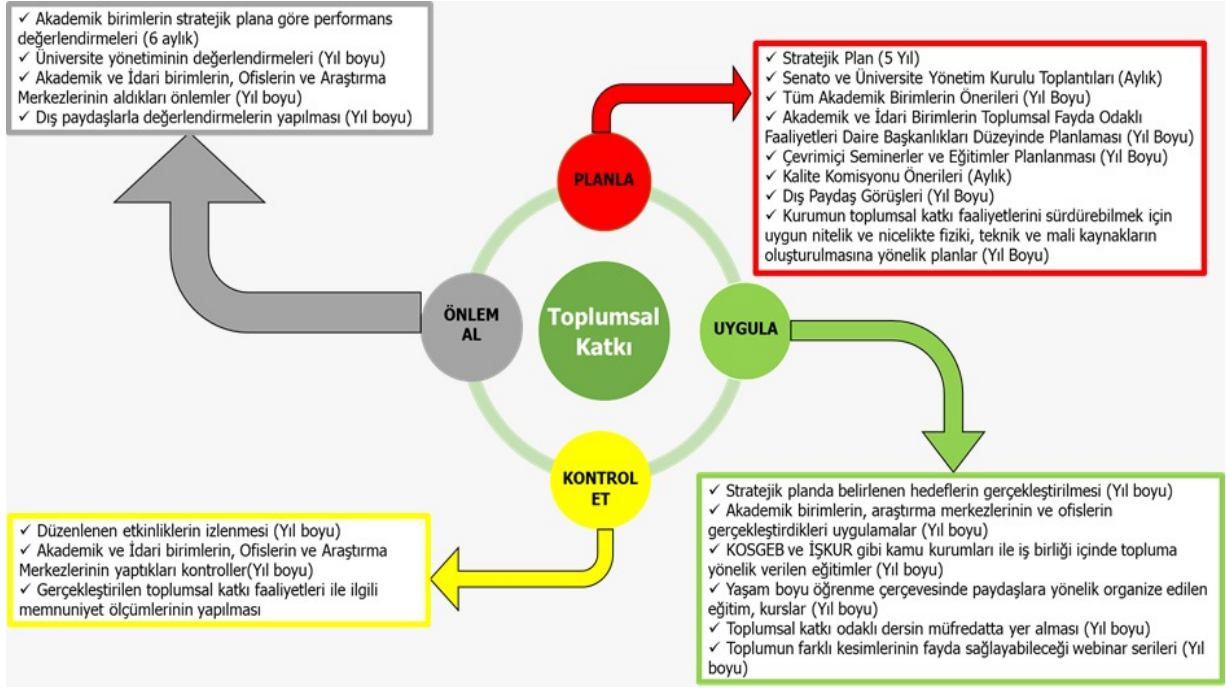 ✓ Akademik birimlerin stratejik plana göre performans
değerlendirmeleri (6 aylık)
✓ Üniversite yönetiminin değerlendirmeleri (Yıl boyu)
✓ Akademik ve İdari birimlerin, Ofislerin ve Araştırma
Merkezlerinin aldıkları önlemler (Yıl boyu)
✓ Dış paydaşlarla değerlendirmelerin yapılması (Yıl boyu)
✓ Stratejik Plan (5 Yıl)
✓ Senato ve Üniversite Yönetim Kurulu Toplantıları (Aylık)
✓ Tüm Akademik Birimlerin Önerileri (Yıl Boyu)
✓ Akademik ve İdari Birimlerin Toplumsal Fayda Odaklı
Faaliyetleri Daire Başkanlıkları Düzeyinde Planlaması (Yıl Boyu)
✓ Çevrimiçi Seminerler ve Eğitimler Planlanması (Yıl Boyu)
✓ Kalite Komisyonu Önerileri (Aylık)
✓ Dış Paydaş Görüşleri (Yıl Boyu)
✓ Kurumun toplumsal katkı faaliyetlerini sürdürebilmek için
uygun nitelik ve nicelikte fiziki, teknik ve mali kaynakların
oluşturulmasına yönelik planlar (Yıl Boyu)
PLANLA
ÖNLEM
AL
Toplumsal
Katkı
UYGULA
KONTROL
ET
✓ Düzenlenen etkinliklerin izlenmesi (Yıl boyu)
✓ Akademik ve İdari birimlerin, Ofislerin ve Araştırma
Merkezlerinin yaptıkları kontroller(Yıl boyu)
✓ Gerçekleştirilen toplumsal katkı faaliyetleri ile ilgili
memnuniyet ölçümlerinin yapılması
✓ Stratejik planda belirlenen hedeflerin gerçekleştirilmesi (Yıl boyu)
✓ Akademik birimlerin, araştırma merkezlerinin ve ofislerin
gerçekleştirdikleri uygulamalar (Yıl boyu)
✓ KOSGEB ve İŞKUR gibi kamu kurumları ile iş birliği içinde topluma
yönelik verilen eğitimler (Yıl boyu)
✓ Yaşam boyu öğrenme çerçevesinde paydaşlara yönelik organize edilen
eğitim, kurslar (Yıl boyu)
✓ Toplumsal katkı odaklı dersin müfredatta yer alması (Yıl boyu)
✓ Toplumun farklı kesimlerinin fayda sağlayabileceği webinar serileri (Yıl
boyu)